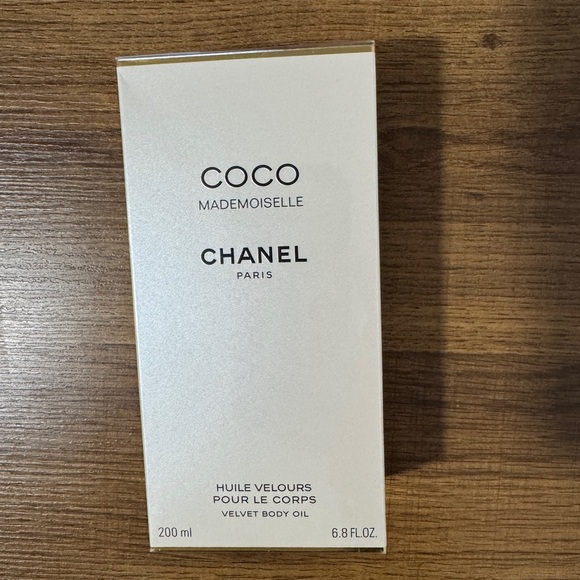 COCO
MADEMOISELLE
CHANEL
PARIS
HUILE VELOURS
POUR LE CORPS
VELVET BODY OIL
200 ml 6.8 FL.OZ.